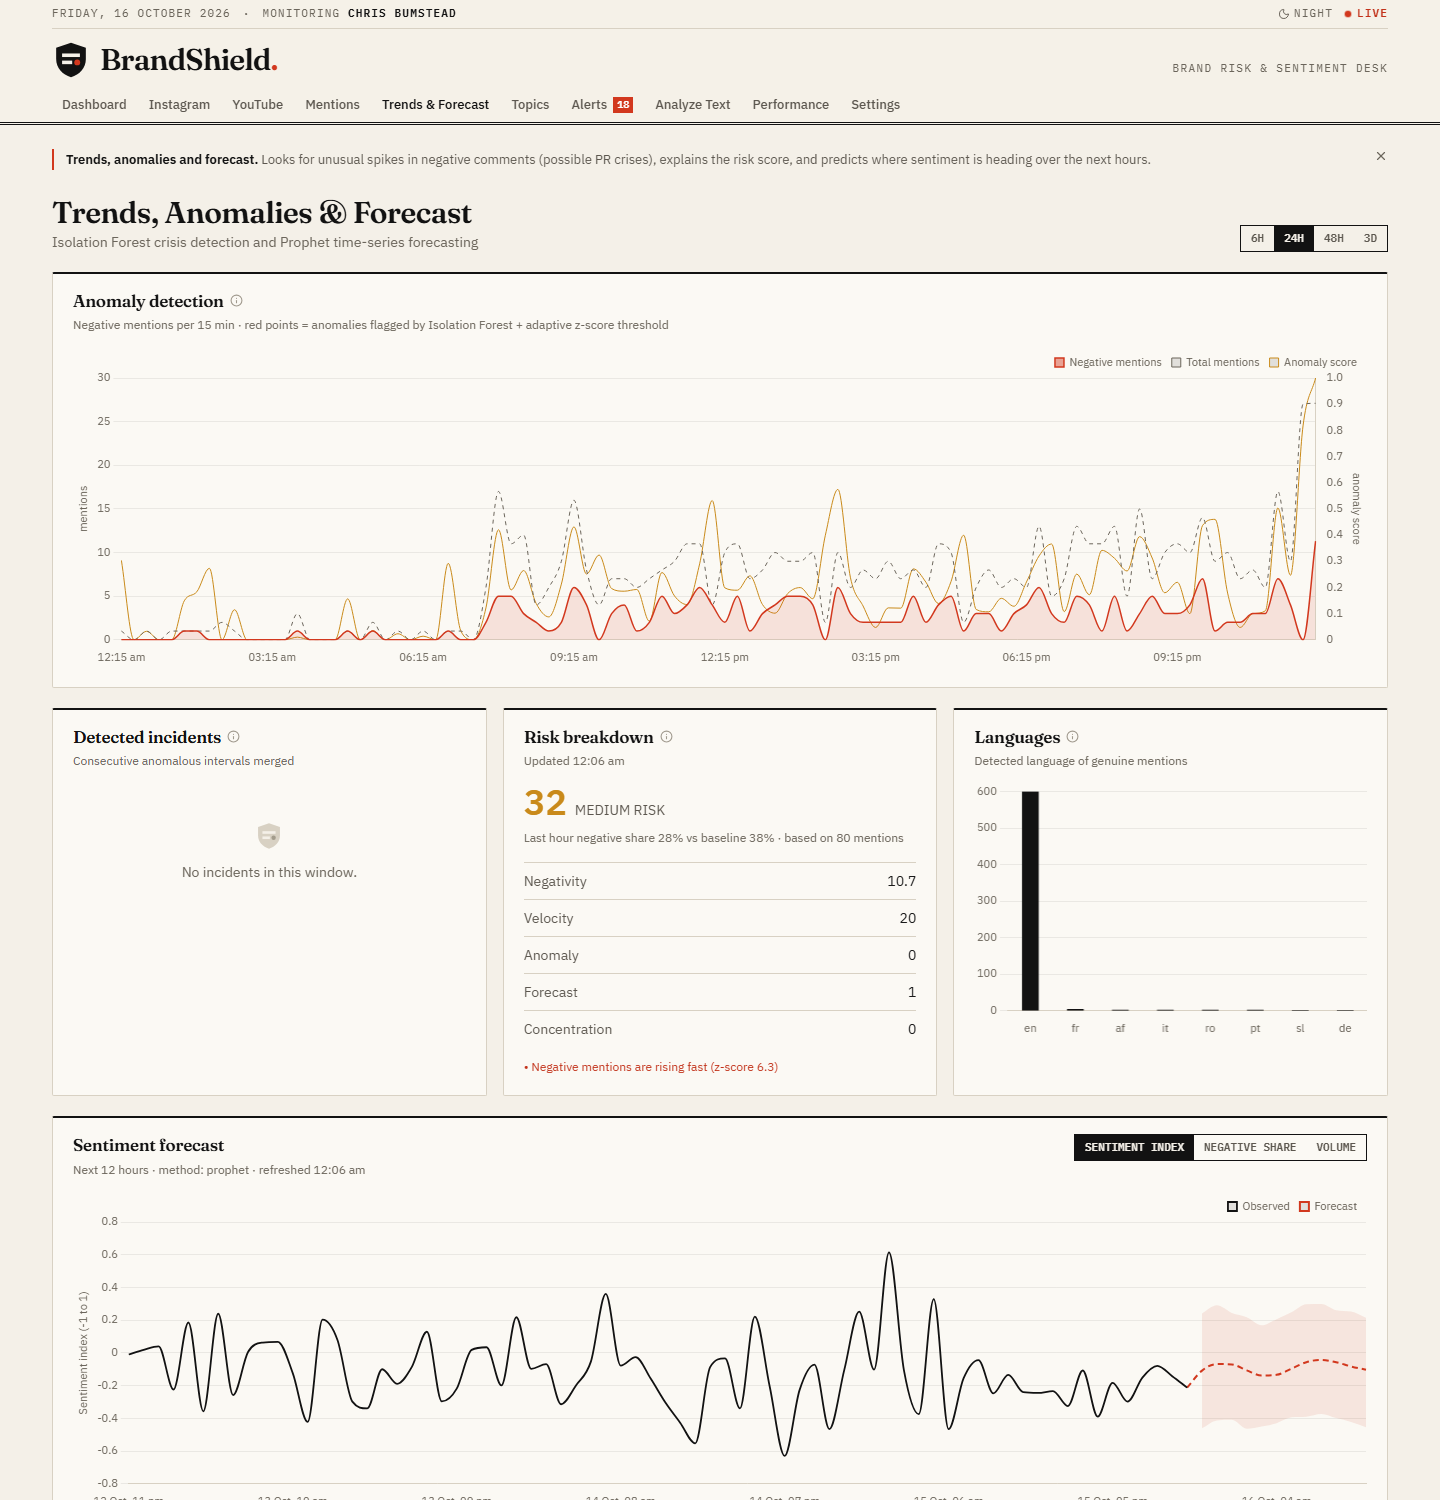 FRIDAY, 16 OCTOBER 2026 · MONITORING CHRIS BUMSTEAD
NIGHT LIVE
BrandShield.
BRAND RISK & SENTIMENT DESK
Dashboard Instagram YouTube Mentions Trends & Forecast Topics Alerts 18 Analyze Text Performance Settings
Trends, anomalies and forecast. Looks for unusual spikes in negative comments (possible PR crises), explains the risk score, and predicts where sentiment is heading over the next hours.
Trends, Anomalies & Forecast
Isolation Forest crisis detection and Prophet time-series forecasting
6H 24H 48H 3D
Anomaly detection
Negative mentions per 15 min · red points = anomalies flagged by Isolation Forest + adaptive z-score threshold
Negative mentions Total mentions Anomaly score
30
25
20
15
10
5
0
mentions
1.0
0.9
0.8
0.7
0.6
0.5
0.4
0.3
0.2
0.1
0
anomaly score
12:15 am 03:15 am 06:15 am 09:15 am 12:15 pm 03:15 pm 06:15 pm 09:15 pm
Detected incidents
Consecutive anomalous intervals merged
No incidents in this window.
Risk breakdown
Updated 12:06 am
32 MEDIUM RISK
Last hour negative share 28% vs baseline 38% · based on 80 mentions
Negativity 10.7
Velocity 20
Anomaly 0
Forecast 1
Concentration 0
• Negative mentions are rising fast (z-score 6.3)
Languages
Detected language of genuine mentions
600
500
400
300
200
100
0
en fr af it ro pt sl de
Sentiment forecast
Next 12 hours · method: prophet · refreshed 12:06 am
SENTIMENT INDEX NEGATIVE SHARE VOLUME
Observed Forecast
0.8
0.6
0.4
0.2
0
-0.2
-0.4
-0.6
-0.8
Sentiment index (-1 to 1)